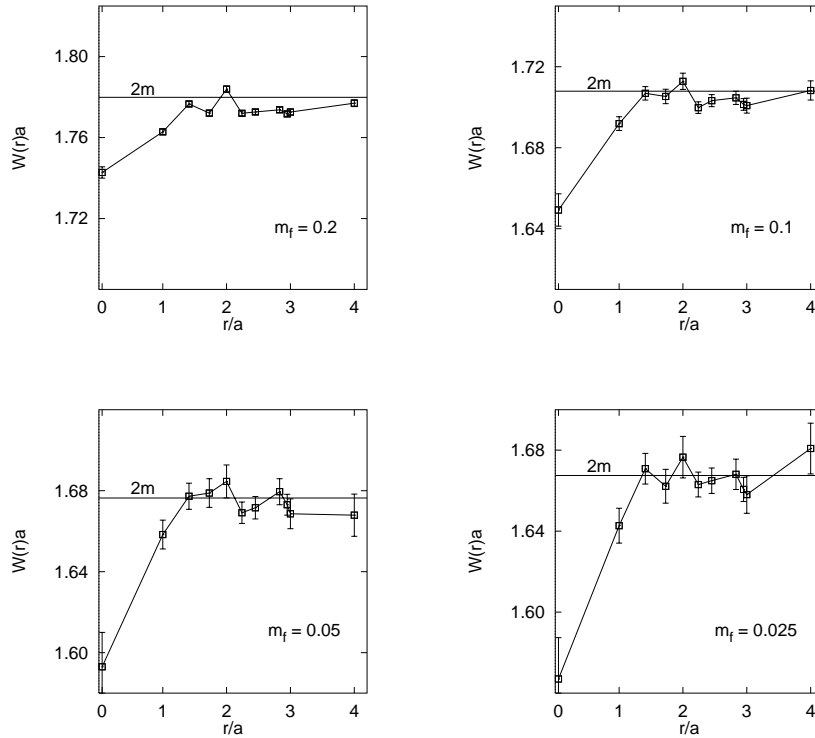 1.80
2m
1.76
W(r)a
1.72
m_f = 0.2
0 1 2 3 4
r/a
1.72
2m
1.68
W(r)a
1.64
m_f = 0.1
0 1 2 3 4
r/a
1.68
2m
1.64
W(r)a
1.60
m_f = 0.05
0 1 2 3 4
r/a
1.68
2m
1.64
W(r)a
1.60
m_f = 0.025
0 1 2 3 4
r/a